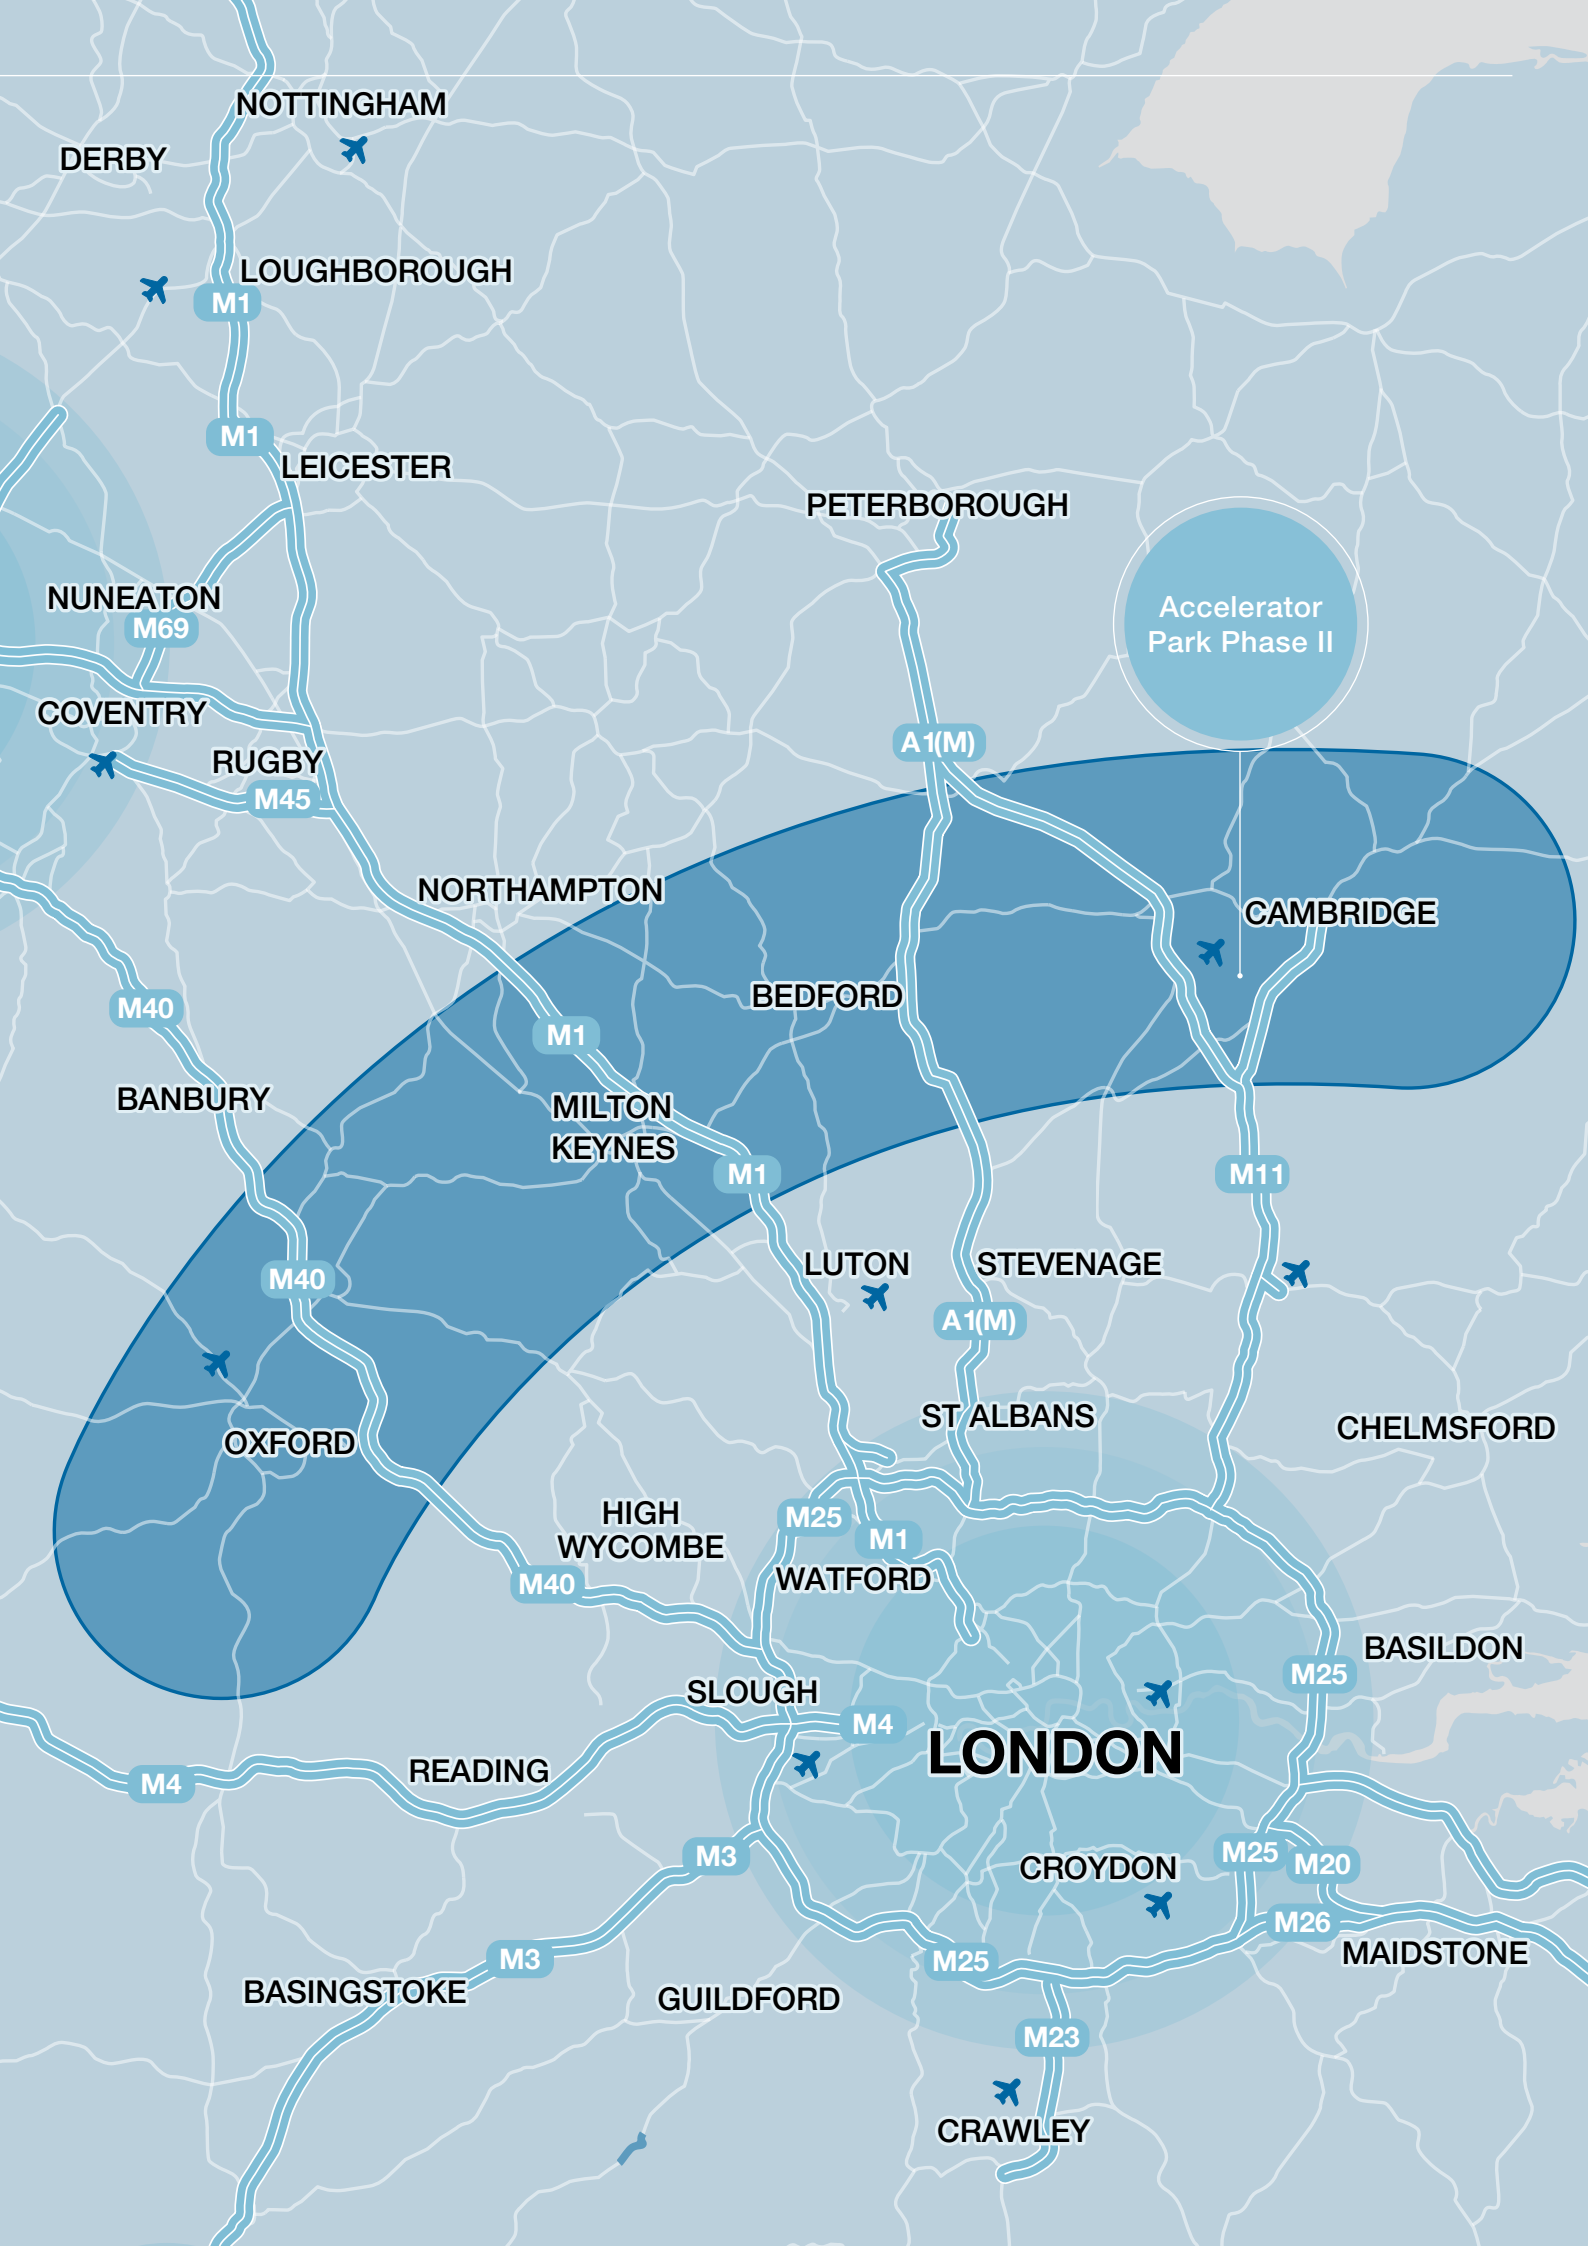 NOTTINGHAM
DERBY
LOUGHBOROUGH
M1
M1
LEICESTER
PETERBOROUGH
NUNEATON
M69
Accelerator
Park Phase II
COVENTRY
A1(M)
RUGBY
M45
NORTHAMPTON
CAMBRIDGE
BEDFORD
M40
M1
BANBURY
MILTON
KEYNES
M1
M11
LUTON
STEVENAGE
M40
A1(M)
ST ALBANS
CHELMSFORD
OXFORD
HIGH
WYCOMBE
M25
M1
WATFORD
M40
BASILDON
M25
SLOUGH
M4
LONDON
READING
M4
M3
CROYDON
M25
M20
M26
MAIDSTONE
M3
M25
BASINGSTOKE
GUILDFORD
M23
CRAWLEY